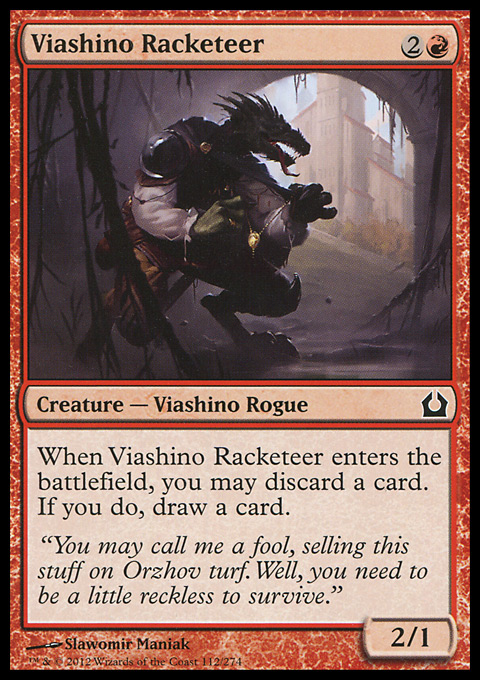 Viashino Racketeer 2
Creature — Viashino Rogue
When Viashino Racketeer enters the
battlefield, you may discard a card.
If you do, draw a card.
“You may call me a fool, selling this
stuff on Orzhov turf. Well, you need to
be a little reckless to survive.”
2/1
Slawomir Maniak
™ & © 2012 Wizards of the Coast 112/274